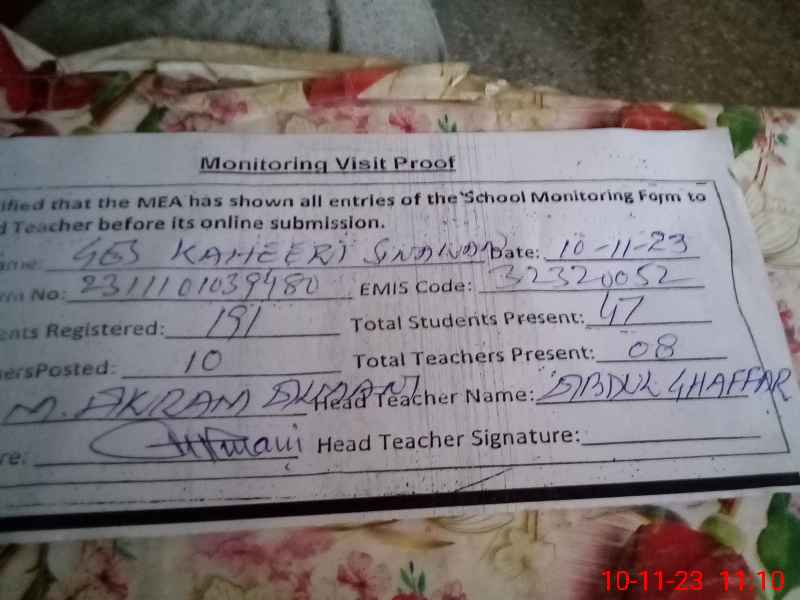 Monitoring Visit Proof
ified that the MEA has shown all entries of the School Monitoring Form to
d Teacher before its online submission.
ame: GES KAHEERI Date: 10-11-23
rm No: 2311101039480 EMIS Code: 32320052
ents Registered: 191 Total Students Present: 47
ersPosted: 10 Total Teachers Present: 08
M. AKRAM Head Teacher Name: ABDUL GHAFFAR
re: Head Teacher Signature:
10-11-23 11:10